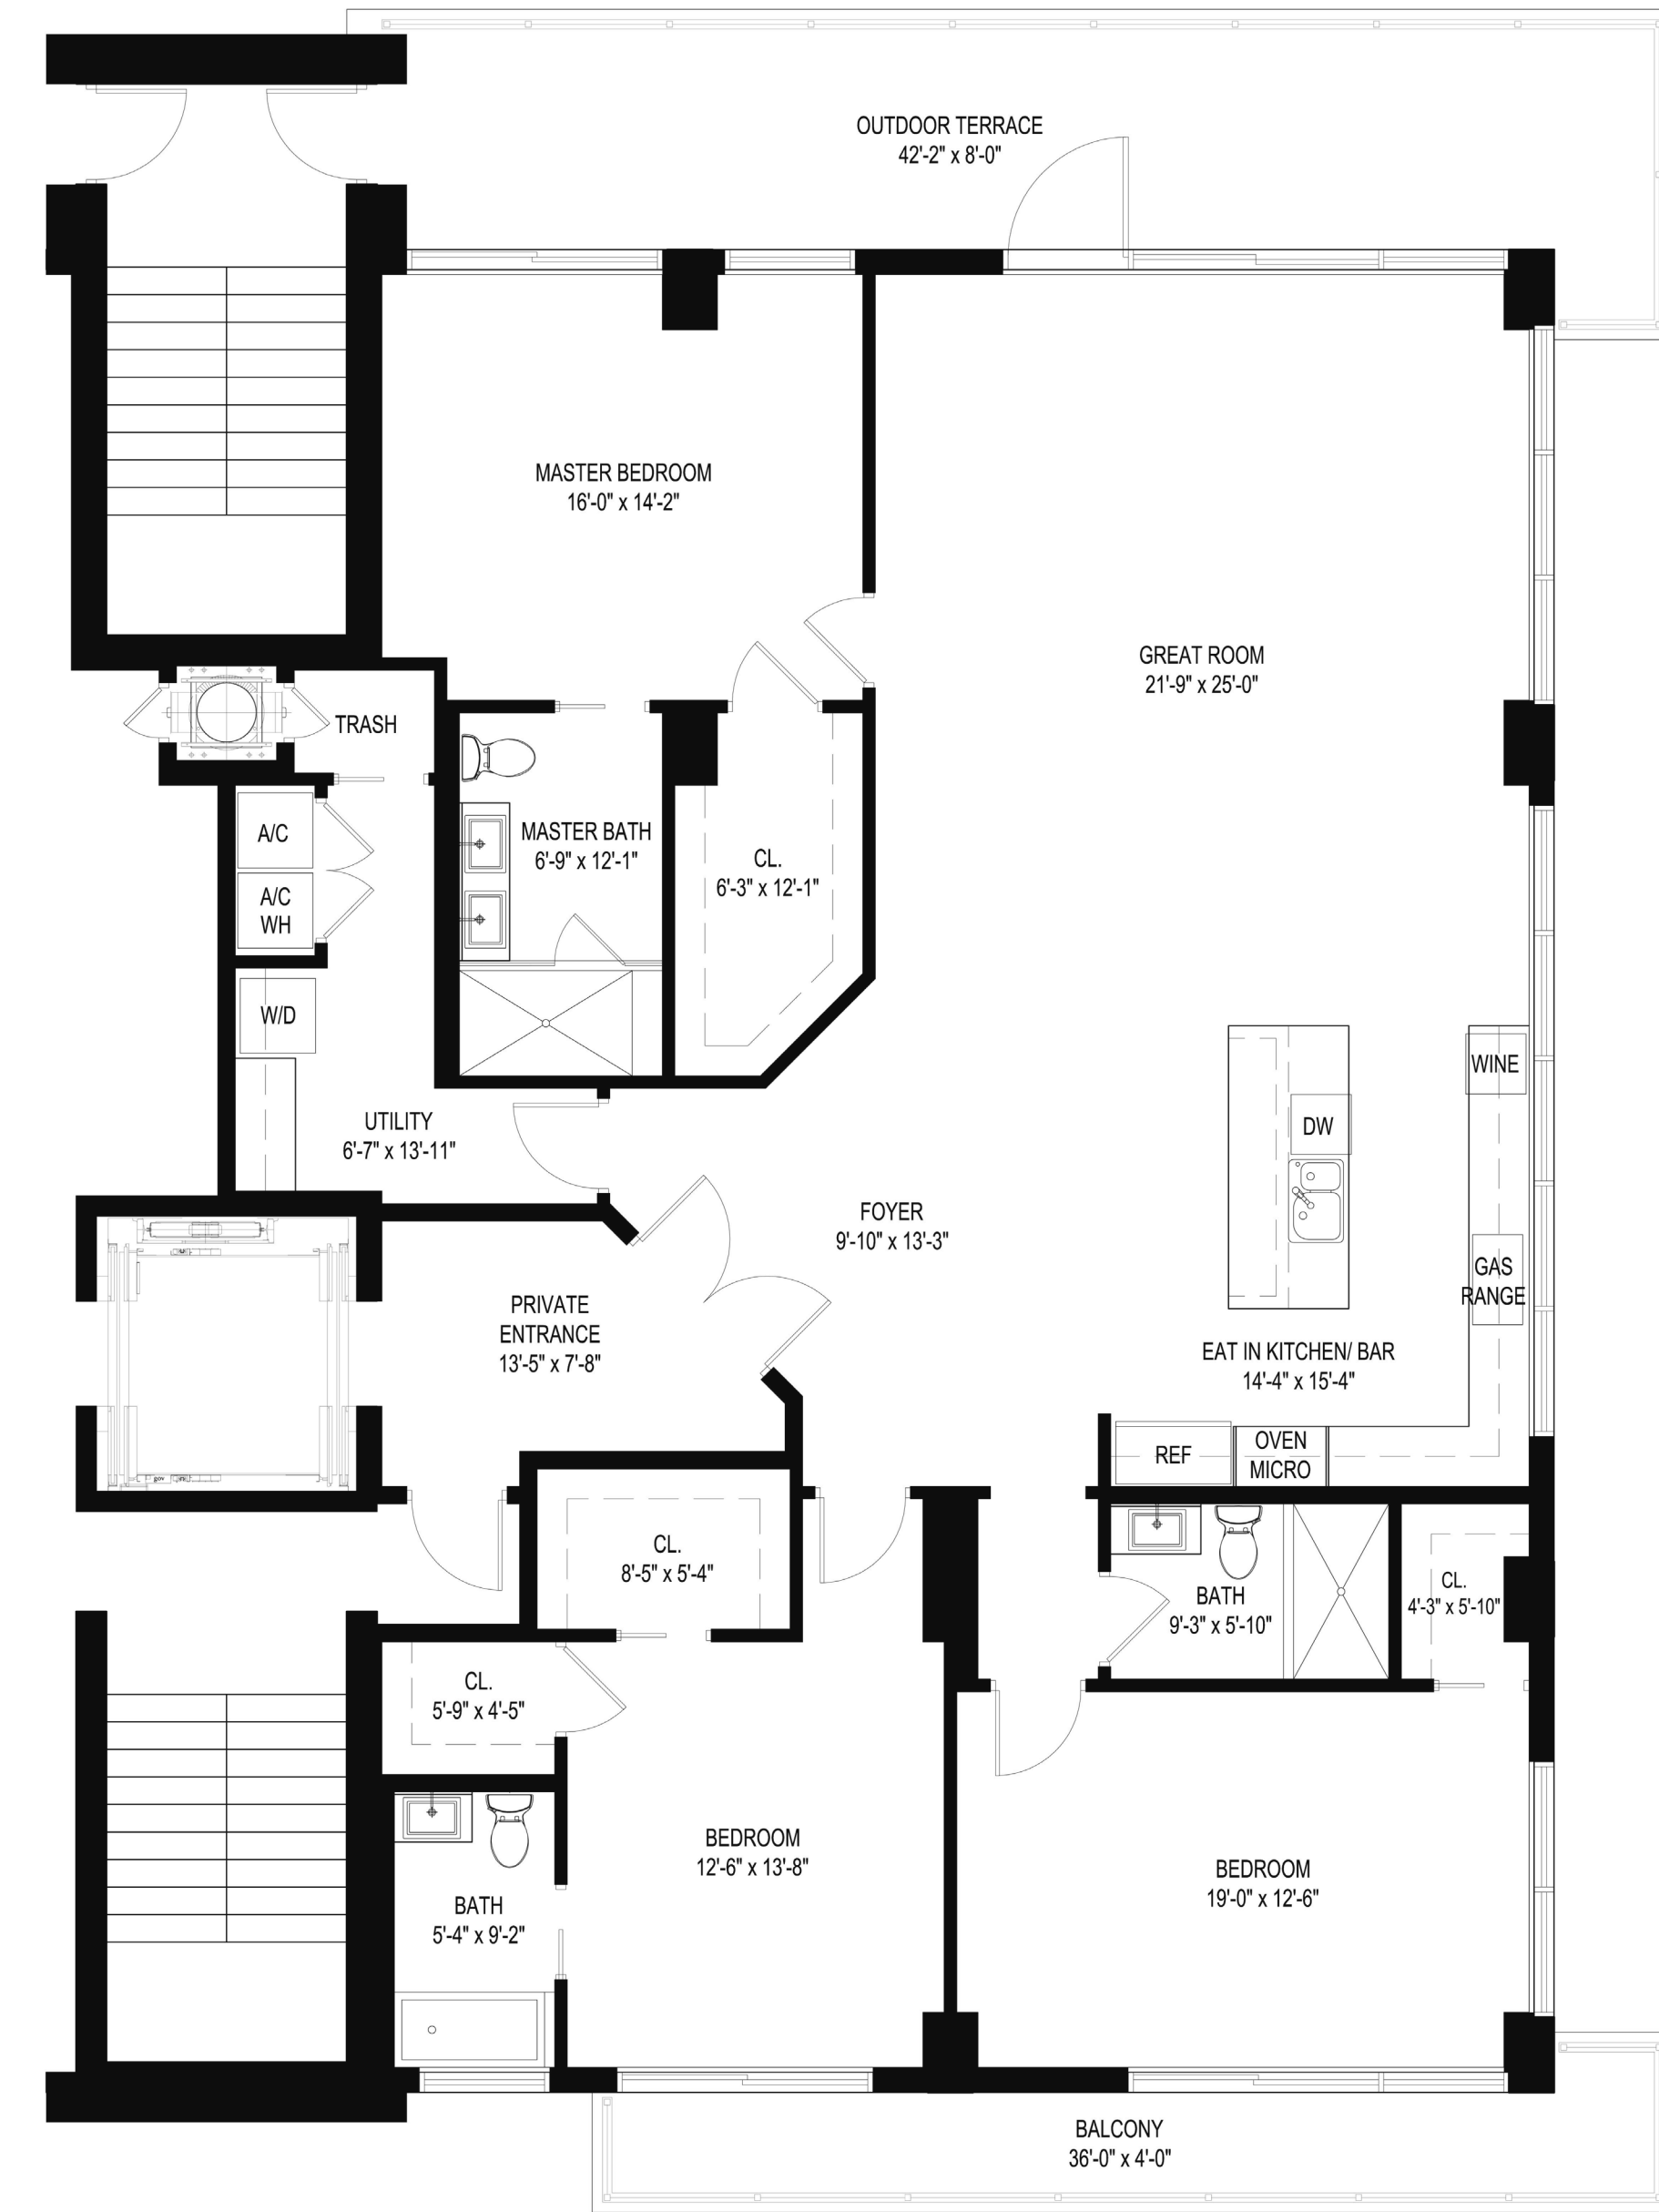 OUTDOOR TERRACE
42'-2" x 8'-0"
MASTER BEDROOM
16'-0" x 14'-2"
GREAT ROOM
21'-9" x 25'-0"
TRASH
A/C
A/C
WH
MASTER BATH
6'-9" x 12'-1"
CL.
6'-3" x 12'-1"
W/D
WINE
DW
UTILITY
6'-7" x 13'-11"
FOYER
9'-10" x 13'-3"
GAS
RANGE
PRIVATE
ENTRANCE
13'-5" x 7'-8"
EAT IN KITCHEN/ BAR
14'-4" x 15'-4"
REF
OVEN
MICRO
gov
CL.
8'-5" x 5'-4"
BATH
9'-3" x 5'-10"
CL.
4'-3" x 5'-10"
CL.
5'-9" x 4'-5"
BEDROOM
12'-6" x 13'-8"
BEDROOM
19'-0" x 12'-6"
BATH
5'-4" x 9'-2"
BALCONY
36'-0" x 4'-0"